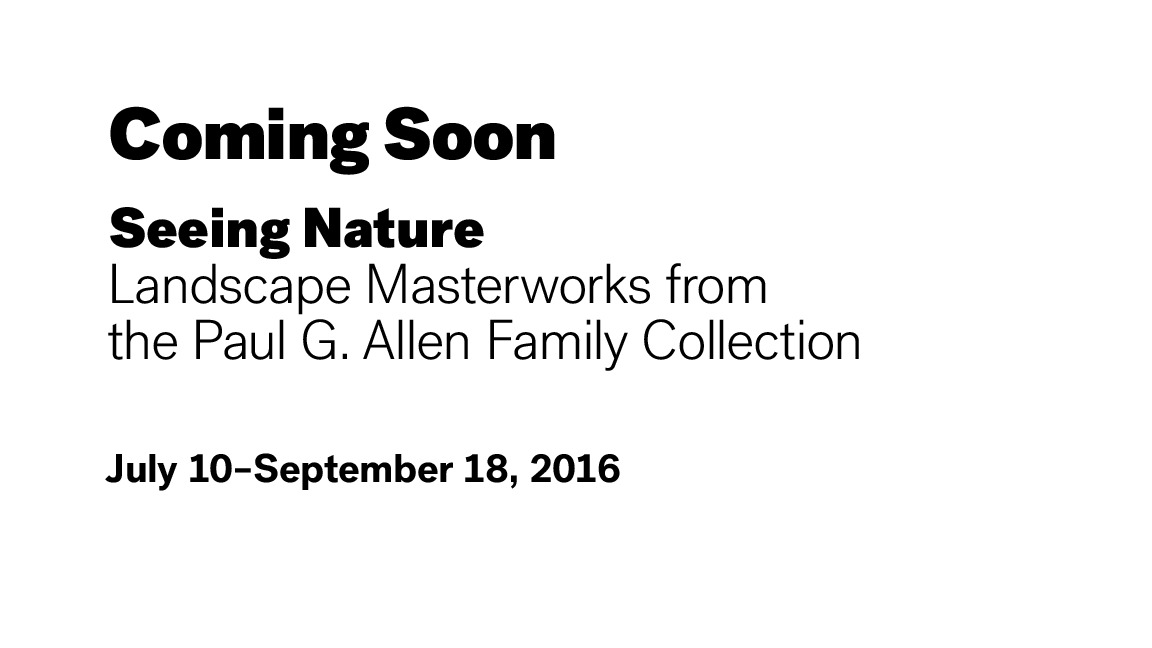 Coming Soon
Seeing Nature
Landscape Masterworks from
the Paul G. Allen Family Collection
July 10–September 18, 2016